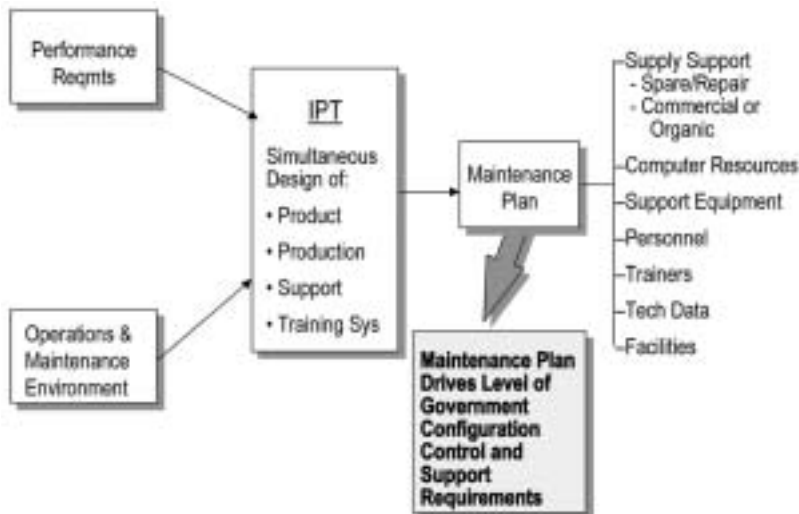 Performance
Reqmts
Operations &
Maintenance
Environment
IPT
Simultaneous
Design of:
• Product
• Production
• Support
• Training Sys
Maintenance
Plan
Maintenance Plan
Drives Level of
Government
Configuration
Control and
Support
Requirements
Supply Support
- Spare/Repair
- Commercial or
Organic
Computer Resources
Support Equipment
Personnel
Trainers
Tech Data
Facilities